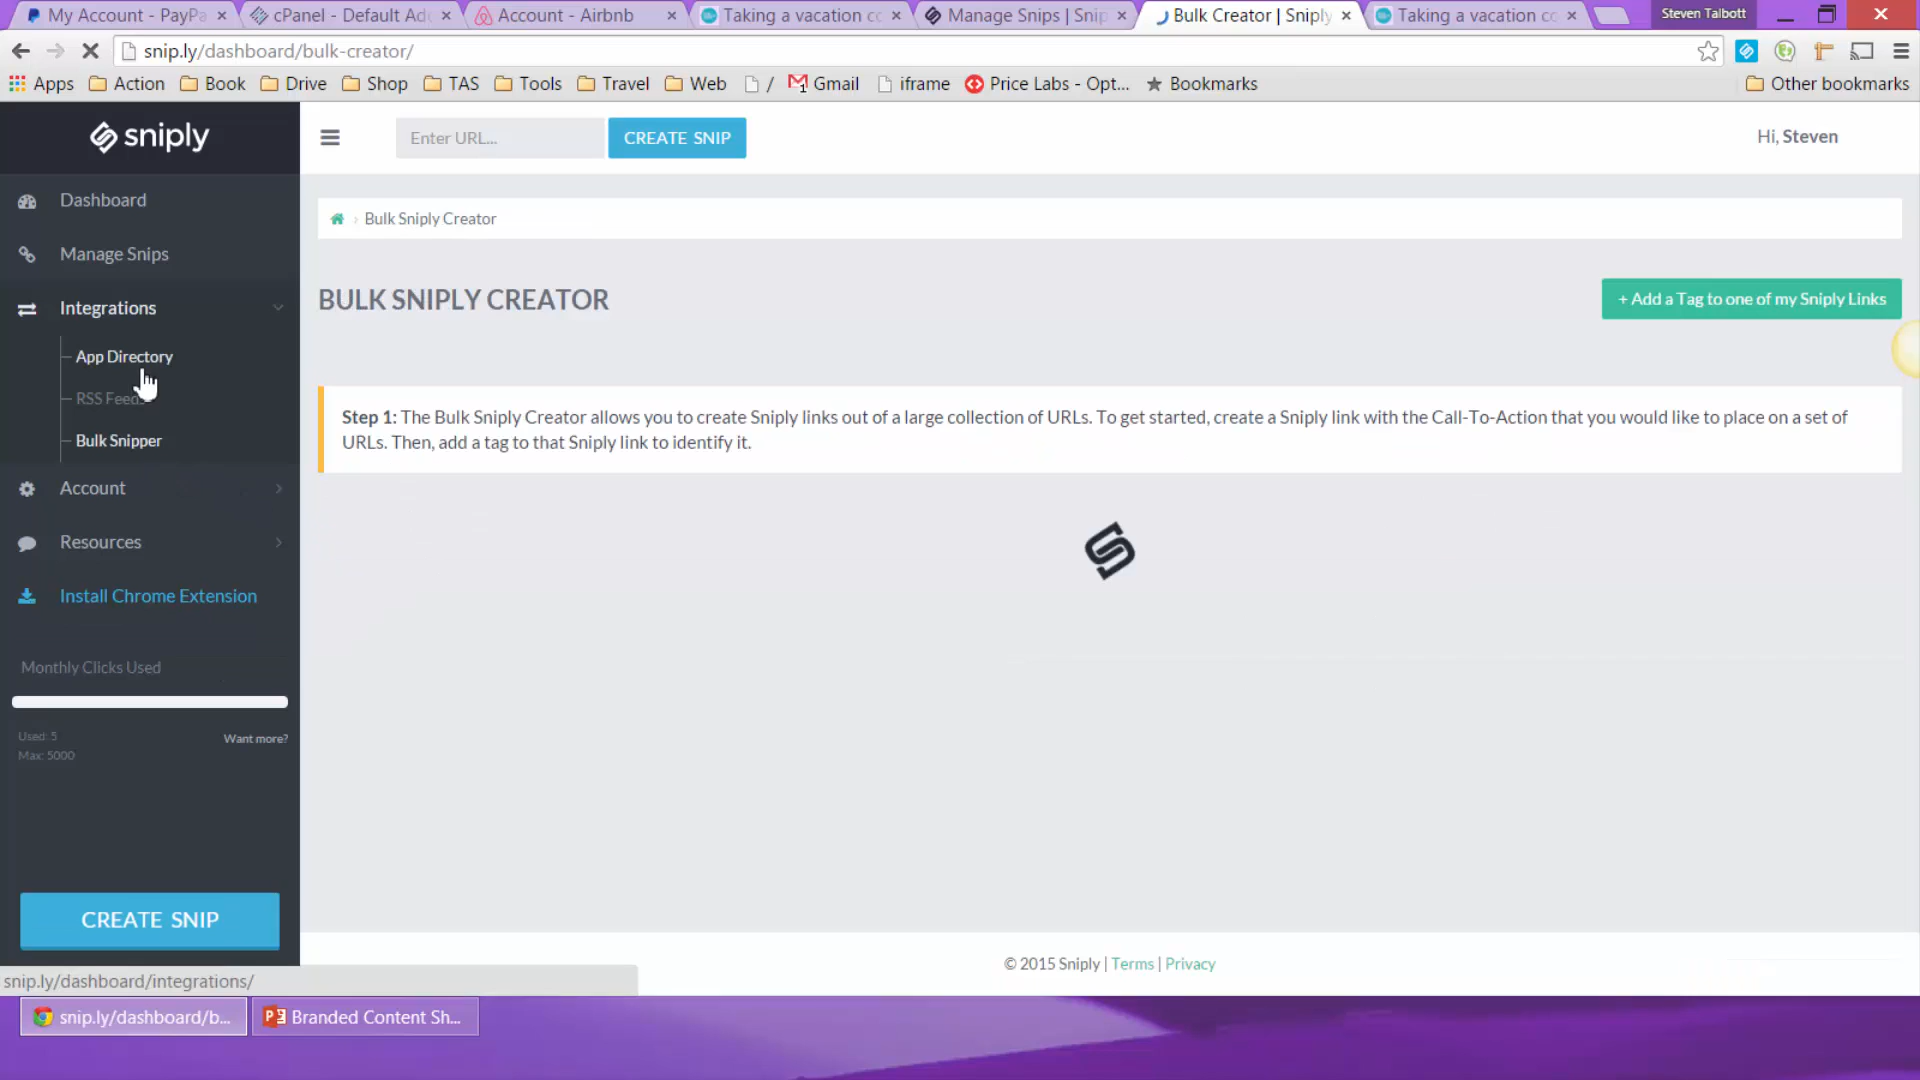 My Account - PayPa
cPanel - Default Ad
Account - Airbnb
Taking a vacation co
Manage Snips | Snip
Bulk Creator | Sniply
Taking a vacation co
Steven Talbott
snip.ly/dashboard/bulk-creator/
Apps
Action
Book
Drive
Shop
TAS
Tools
Travel
Web
/
Gmail
iframe
Price Labs - Opt...
Bookmarks
Other bookmarks
sniply
Enter URL...
CREATE SNIP
Hi, Steven
Dashboard
Manage Snips
Integrations
App Directory
RSS Feeds
Bulk Snipper
Account
Resources
Install Chrome Extension
Monthly Clicks Used
Used: 5
Max: 5000
Want more?
CREATE SNIP
Bulk Sniply Creator
BULK SNIPLY CREATOR
+ Add a Tag to one of my Sniply Links
Step 1: The Bulk Sniply Creator allows you to create Sniply links out of a large collection of URLs. To get started, create a Sniply link with the Call-To-Action that you would like to place on a set of
URLs. Then, add a tag to that Sniply link to identify it.
© 2015 Sniply | Terms | Privacy
snip.ly/dashboard/integrations/
snip.ly/dashboard/b...
Branded Content Sh...